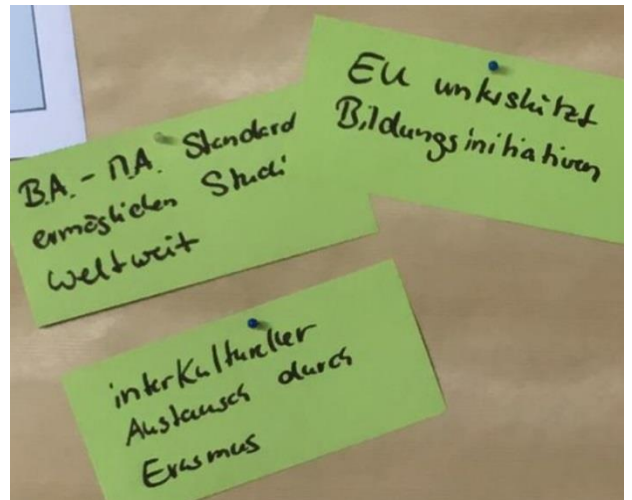 B.A. - M.A. Standard
ermöglichen Studi
weltweit
EU unterstützt
Bildungsinitiativen
interkultureller
Austausch durch
Erasmus